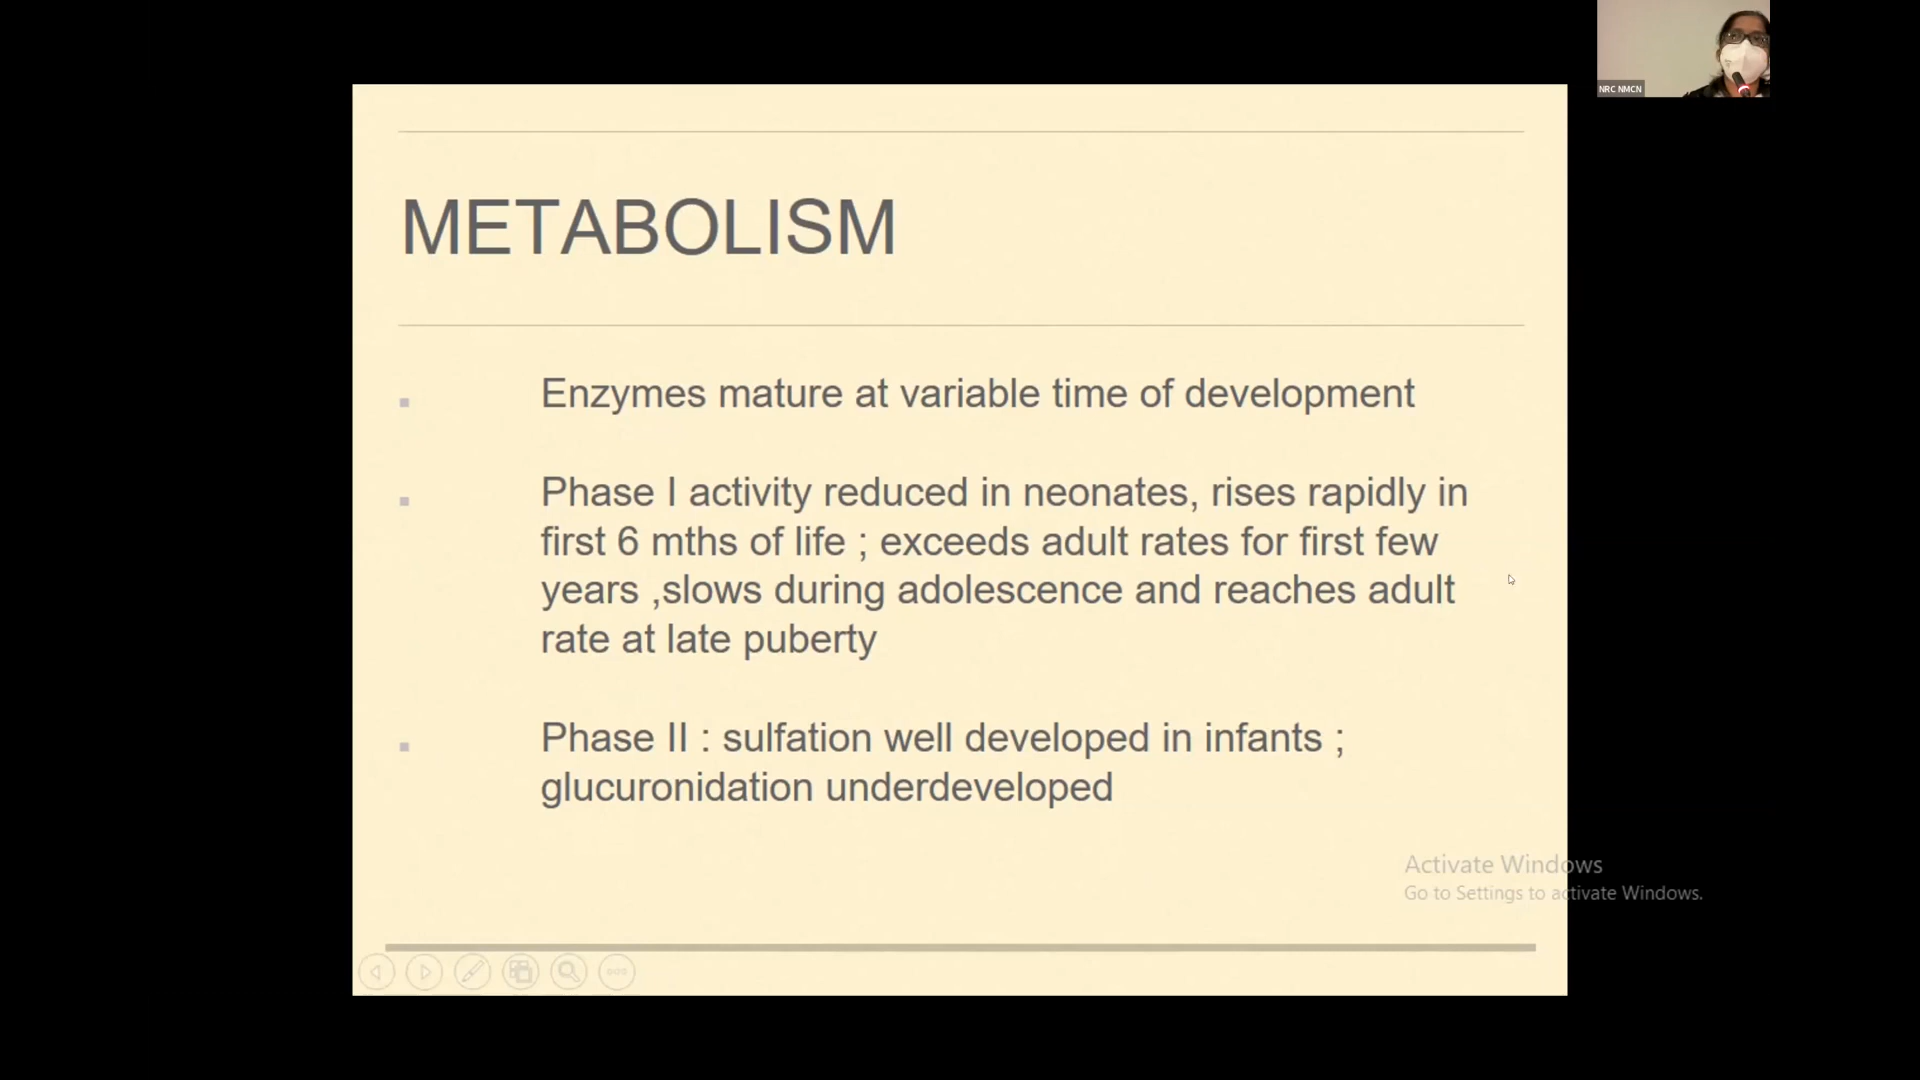 NRC NMCN
METABOLISM
Enzymes mature at variable time of development
Phase I activity reduced in neonates, rises rapidly in
first 6 mths of life ; exceeds adult rates for first few
years ,slows during adolescence and reaches adult
rate at late puberty
Phase II : sulfation well developed in infants ;
glucuronidation underdeveloped
Activate Windows
Go to Settings to activate Windows.